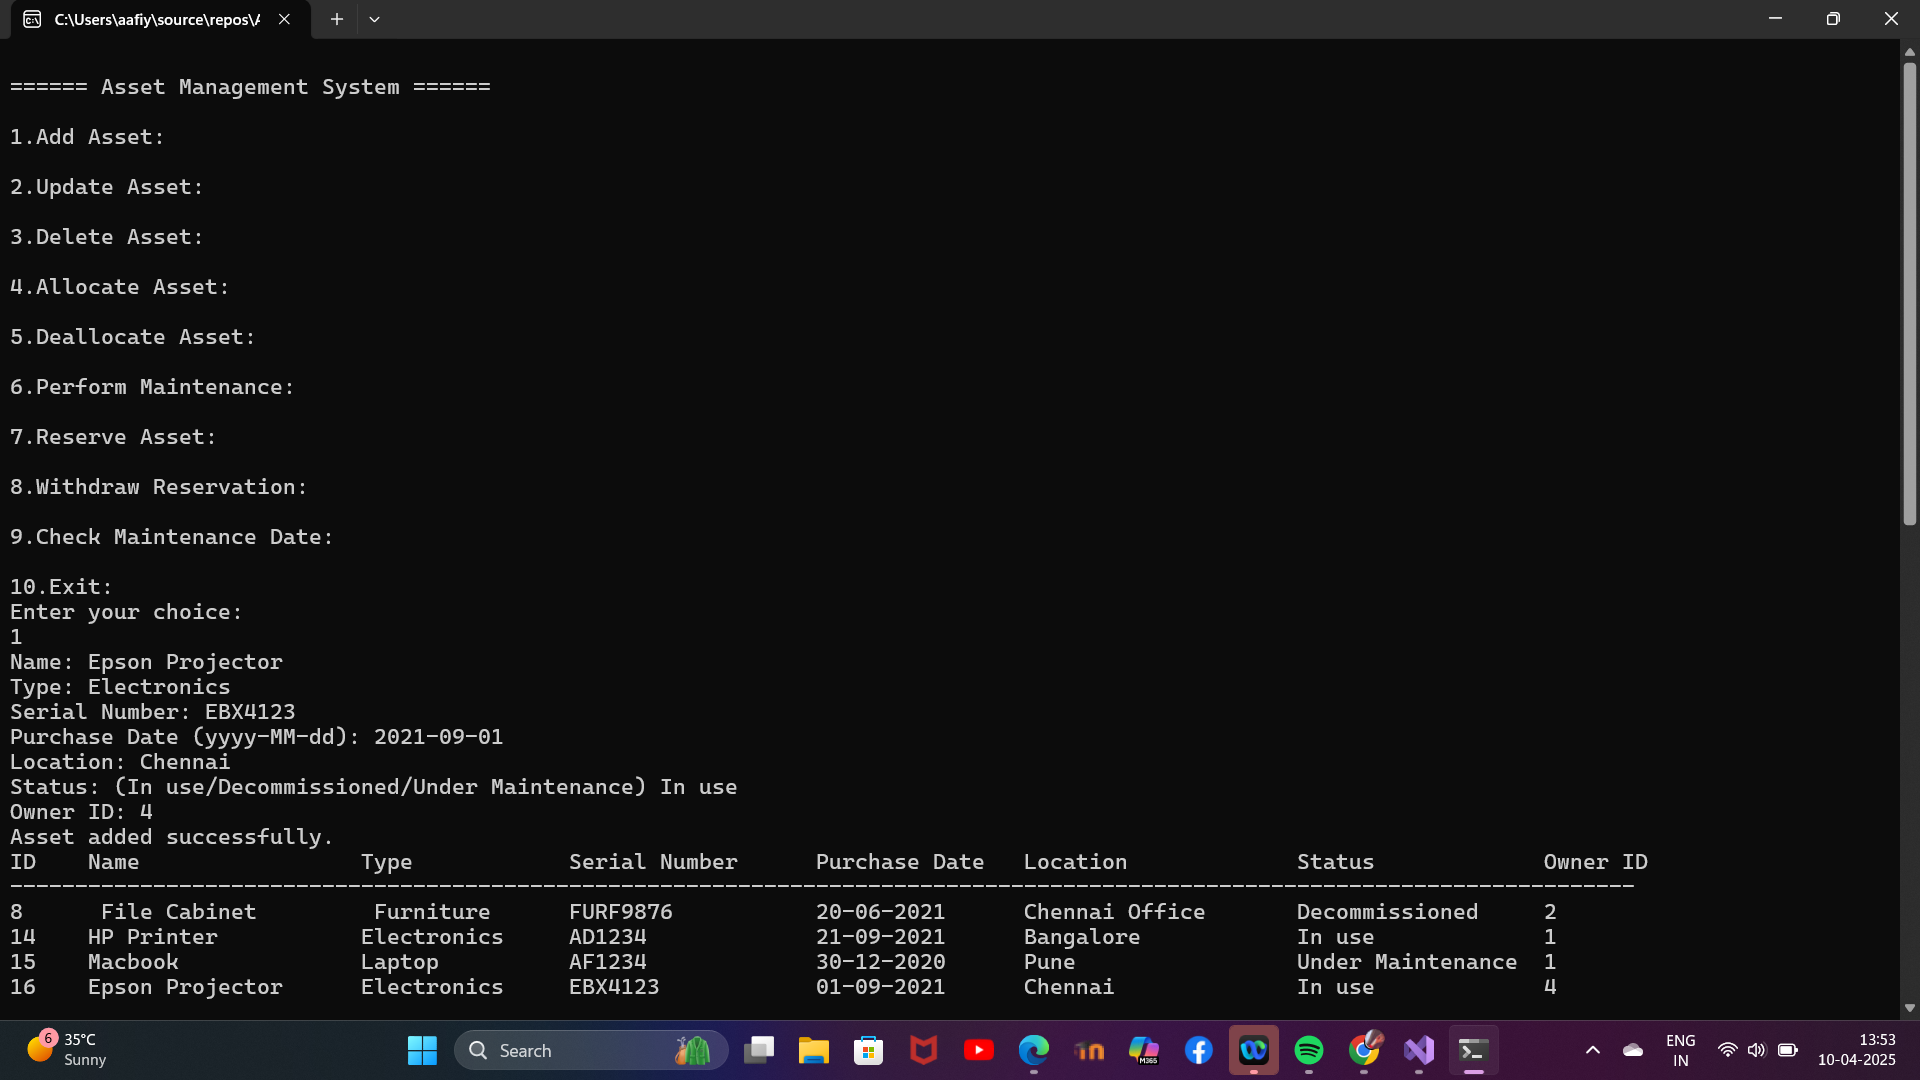 C:\Users\aafiy\source\repos\A
====== Asset Management System ======
1.Add Asset:
2.Update Asset:
3.Delete Asset:
4.Allocate Asset:
5.Deallocate Asset:
6.Perform Maintenance:
7.Reserve Asset:
8.Withdraw Reservation:
9.Check Maintenance Date:
10.Exit:
Enter your choice:
1
Name: Epson Projector
Type: Electronics
Serial Number: EBX4123
Purchase Date (yyyy-MM-dd): 2021-09-01
Location: Chennai
Status: (In use/Decommissioned/Under Maintenance) In use
Owner ID: 4
Asset added successfully.
ID    Name                 Type            Serial Number      Purchase Date   Location             Status             Owner ID
-----------------------------------------------------------------------------------------------------------------------------
8      File Cabinet         Furniture      FURF9876           20-06-2021      Chennai Office       Decommissioned     2
14    HP Printer           Electronics     AD1234             21-09-2021      Bangalore            In use             1
15    Macbook              Laptop          AF1234             30-12-2020      Pune                 Under Maintenance  1
16    Epson Projector      Electronics     EBX4123            01-09-2021      Chennai              In use             4
6
35°C
Sunny
Search
M365
ENG
IN
13:53
10-04-2025